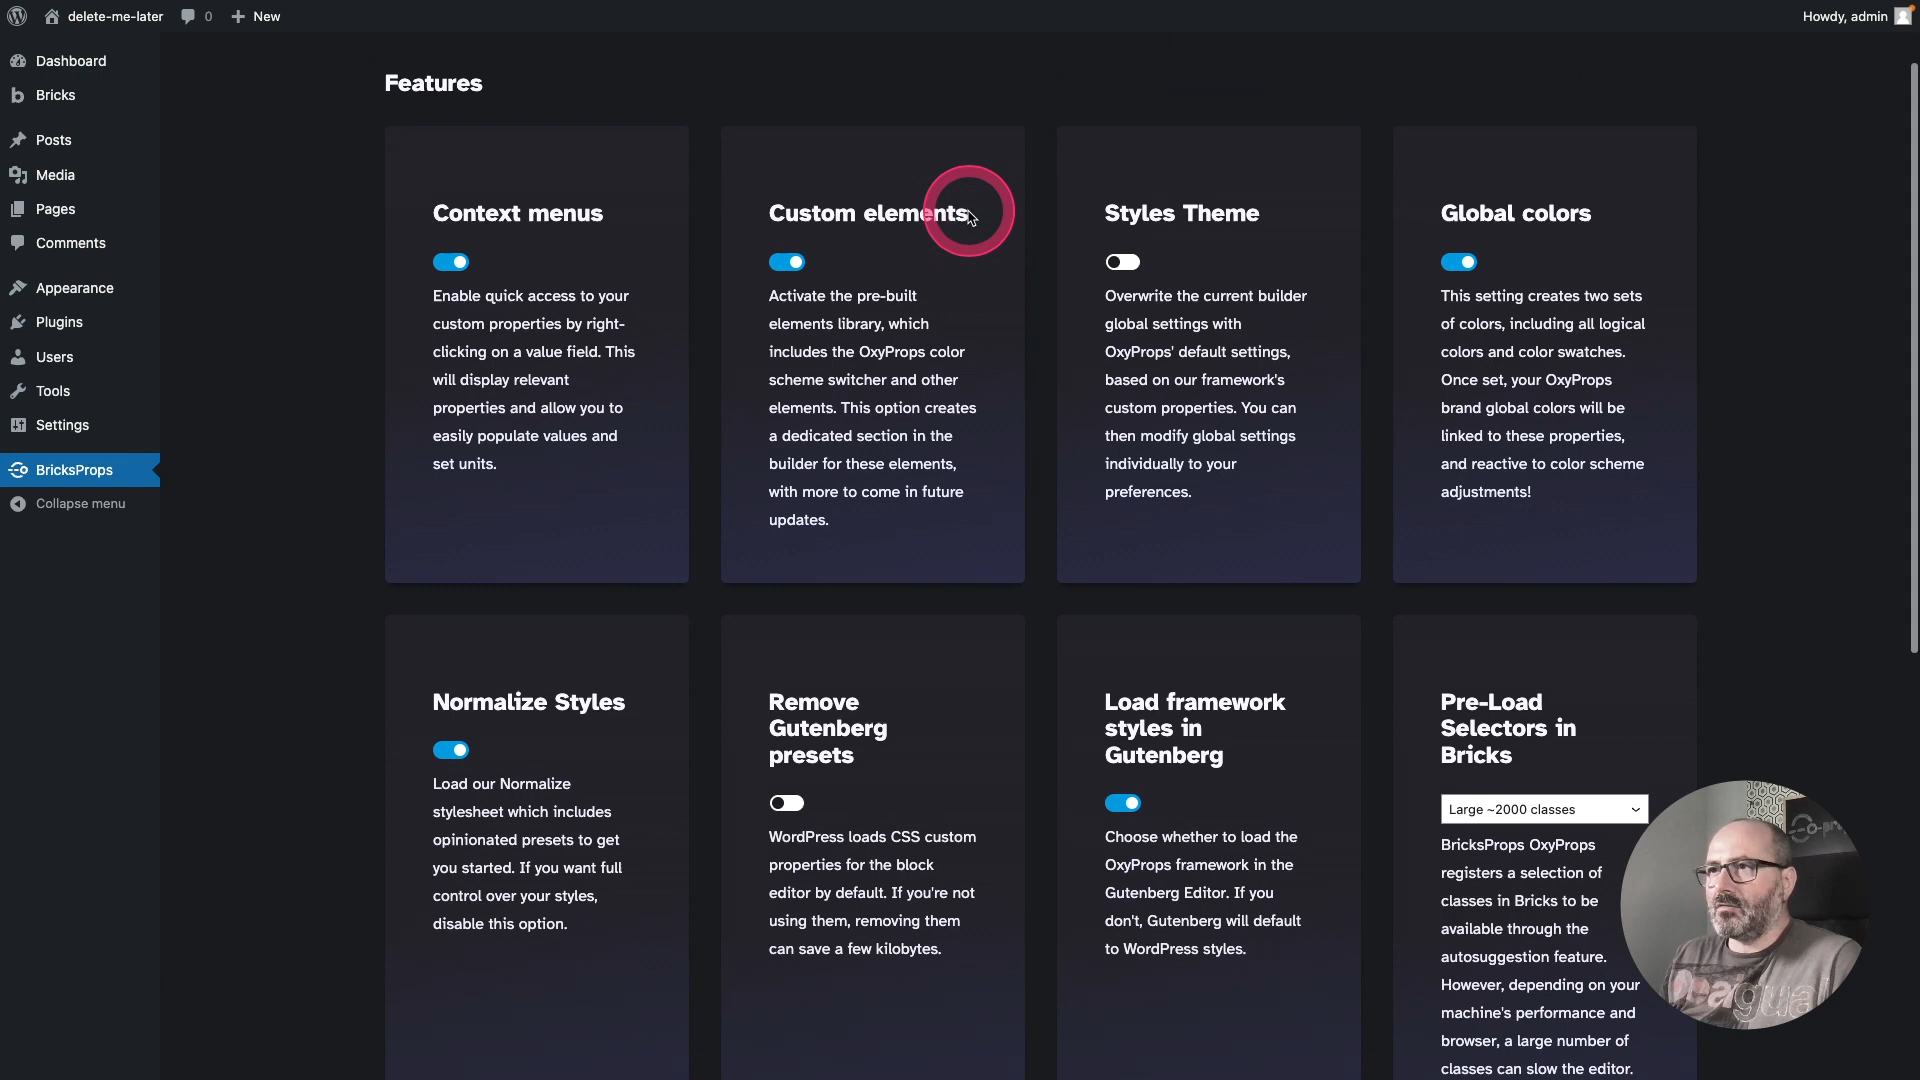 delete-me-later
0
New
Howdy, admin
Dashboard
Bricks
Posts
Media
Pages
Comments
Appearance
Plugins
Users
Tools
Settings
BricksProps
Collapse menu
Features
Context menus
Enable quick access to your
custom properties by right-
clicking on a value field. This
will display relevant
properties and allow you to
easily populate values and
set units.
Custom elements
Activate the pre-built
elements library, which
includes the OxyProps color
scheme switcher and other
elements. This option creates
a dedicated section in the
builder for these elements,
with more to come in future
updates.
Styles Theme
Overwrite the current builder
global settings with
OxyProps' default settings,
based on our framework's
custom properties. You can
then modify global settings
individually to your
preferences.
Global colors
This setting creates two sets
of colors, including all logical
colors and color swatches.
Once set, your OxyProps
brand global colors will be
linked to these properties,
and reactive to color scheme
adjustments!
Normalize Styles
Load our Normalize
stylesheet which includes
opinionated presets to get
you started. If you want full
control over your styles,
disable this option.
Remove
Gutenberg
presets
WordPress loads CSS custom
properties for the block
editor by default. If you're not
using them, removing them
can save a few kilobytes.
Load framework
styles in
Gutenberg
Choose whether to load the
OxyProps framework in the
Gutenberg Editor. If you
don't, Gutenberg will default
to WordPress styles.
Pre-Load
Selectors in
Bricks
Large ~2000 classes
BricksProps OxyProps
registers a selection of
classes in Bricks to be
available through the
autosuggestion feature.
However, depending on your
machine's performance and
browser, a large number of
classes can slow the editor.